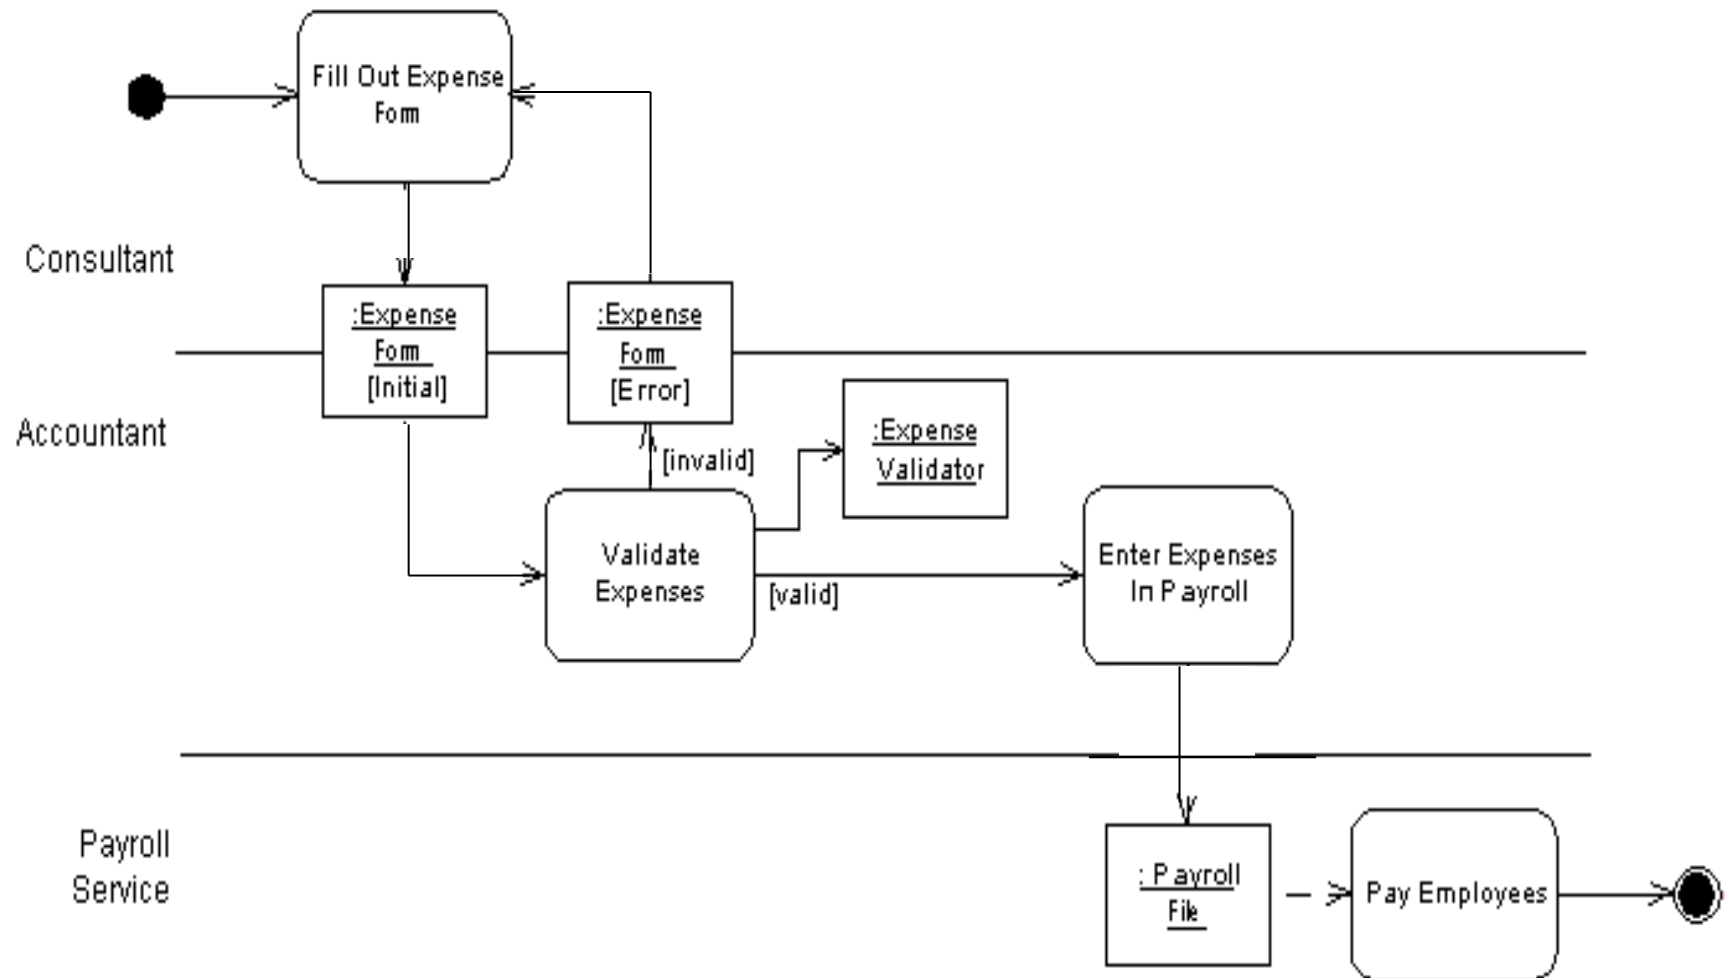 Fill Out Expense
Form
Consultant
:Expense
Form
[Initial]
:Expense
Form
[Error]
Accountant
:Expense
Validator
[invalid]
Validate
Expenses
[valid]
Enter Expenses
In Payroll
Payroll
Service
: Payroll
File
Pay Employees